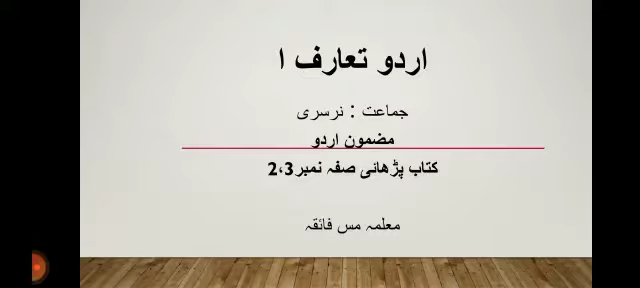 اردو تعارف ا
جماعت : نرسری
مضمون اردو
کتاب پڑھائی صفہ نمبر2،3
معلمہ مس فائقہ